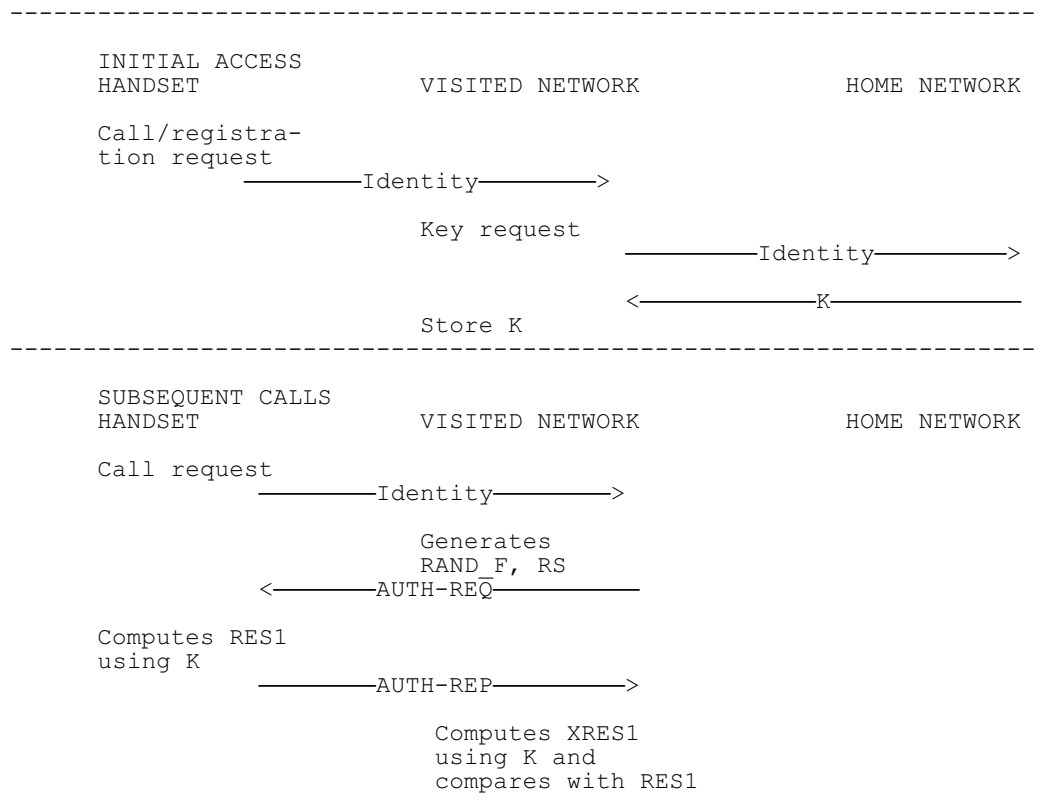 INITIAL ACCESS
HANDSET VISITED NETWORK HOME NETWORK
Call/registra-
tion request
Identity
Key request
Identity
K
Store K
SUBSEQUENT CALLS
HANDSET VISITED NETWORK HOME NETWORK
Call request
Identity
Generates
RAND_F, RS
AUTH-REQ
Computes RES1
using K
AUTH-REP
Computes XRES1
using K and
compares with RES1